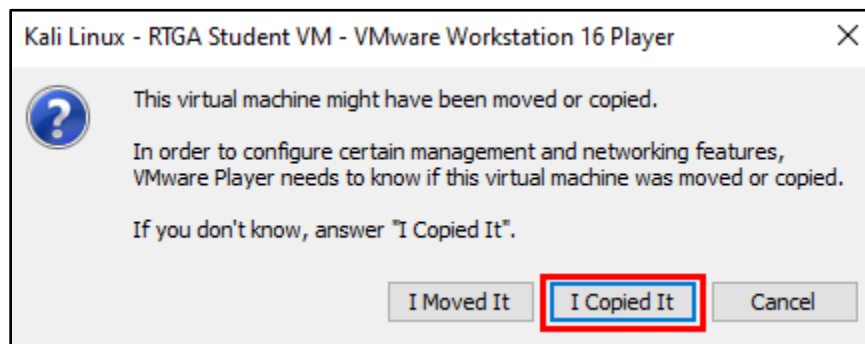 Kali Linux - RTGA Student VM - VMware Workstation 16 Player
This virtual machine might have been moved or copied.
In order to configure certain management and networking features,
VMware Player needs to know if this virtual machine was moved or copied.
If you don't know, answer "I Copied It".
I Moved It
I Copied It
Cancel